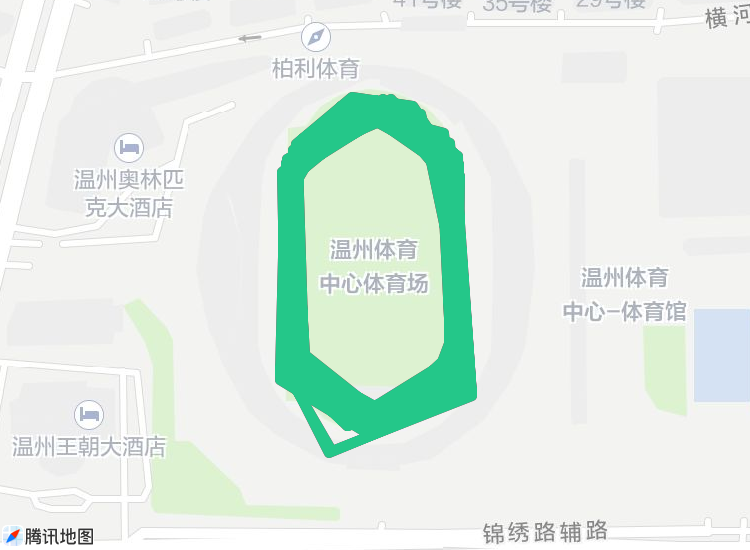 41号楼
35号楼
29号楼
横河
柏利体育
温州奥林匹
克大酒店
温州体育
中心体育场
温州体育
中心-体育馆
温州王朝大酒店
锦绣路辅路
腾讯地图